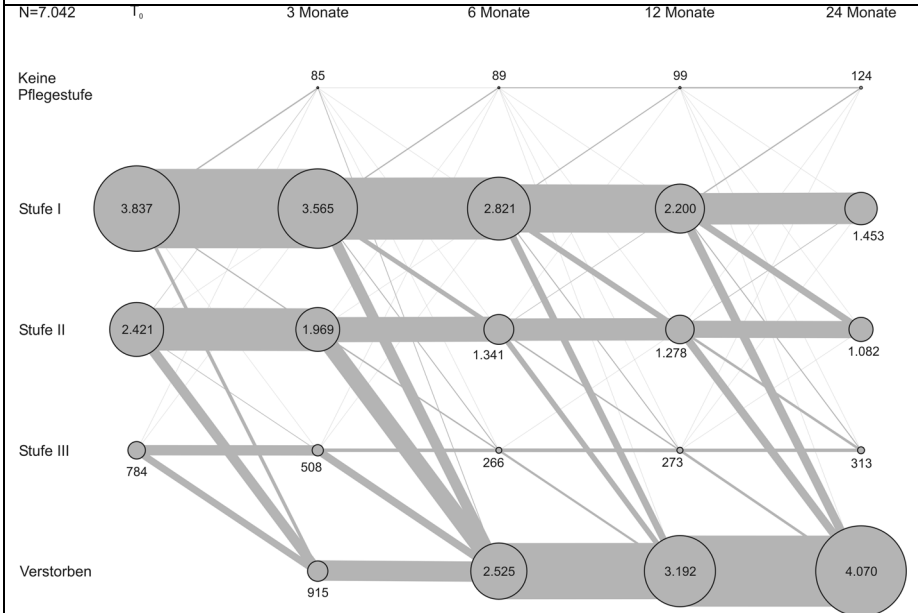 N=7.042 T₀ 3 Monate 6 Monate 12 Monate 24 Monate
Keine
Pflegestufe
85 89 99 124
Stufe I 3.837 3.565 2.821 2.200 1.453
Stufe II 2.421 1.969 1.341 1.278 1.082
Stufe III 784 508 266 273 313
Verstorben 915 2.525 3.192 4.070